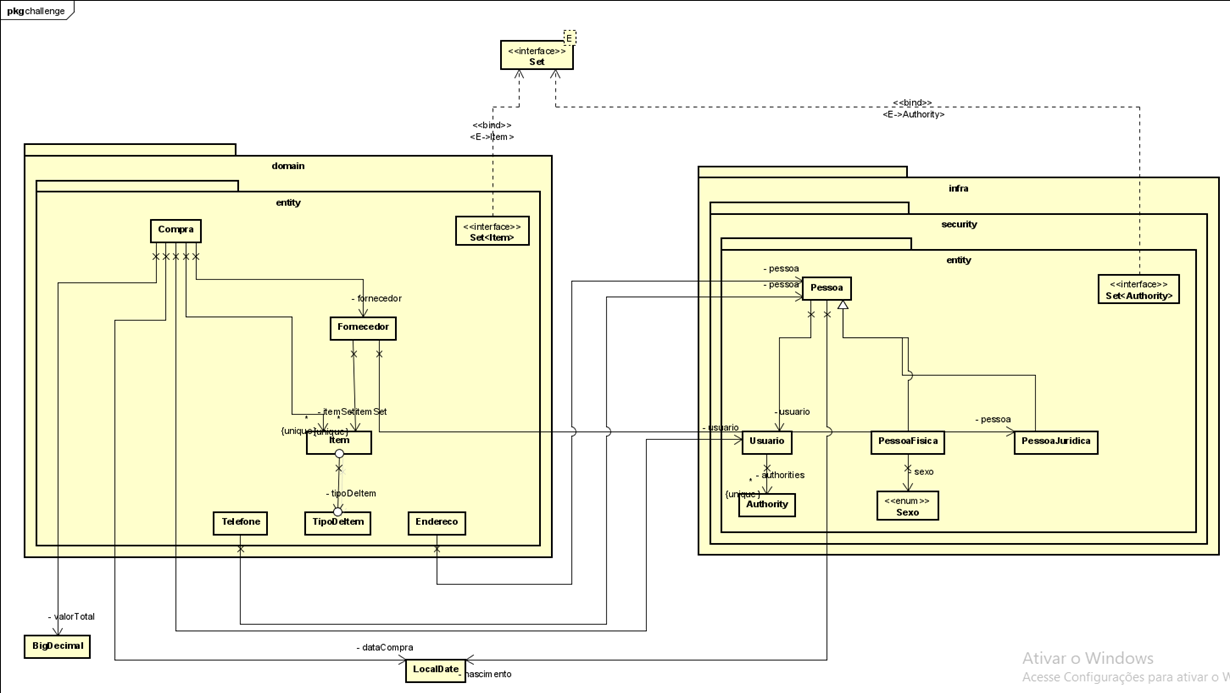 pkg challenge
E
<<interface>>
Set
<<bind>>
<E->Authority>
<<bind>>
<E->Item>
domain
infra
entity
security
entity
Compra
<<interface>>
Set<Item>
- pessoa
- pessoa
Pessoa
<<interface>>
Set<Authority>
- fornecedor
Fornecedor
- itemSet
itemSet
*
*
{unique}
{unique}
Item
- usuario
- usuario
- pessoa
Usuario
PessoaFisica
PessoaJuridica
- authorities
*
{unique}
- sexo
Authority
<<enum>>
Sexo
- tipoDeItem
Telefone
TipoDeItem
Endereco
- valorTotal
BigDecimal
- dataCompra
LocalDate
- nascimento
Ativar o Windows
Acesse Configurações para ativar o W